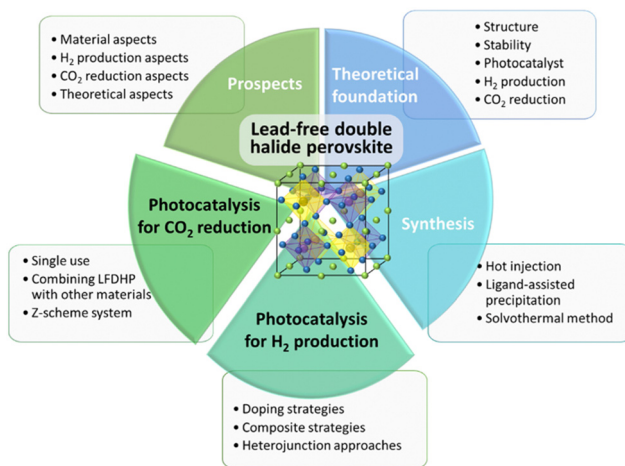 • Material aspects
• H₂ production aspects
• CO₂ reduction aspects
• Theoretical aspects
• Structure
• Stability
• Photocatalyst
• H₂ production
• CO₂ reduction
Prospects
Theoretical
foundation
Lead-free double
halide perovskite
Photocatalysis
for CO₂ reduction
Synthesis
• Single use
• Combining LFDHP
with other materials
• Z-scheme system
• Hot injection
• Ligand-assisted
precipitation
• Solvothermal method
Photocatalysis
for H₂ production
• Doping strategies
• Composite strategies
• Heterojunction approaches